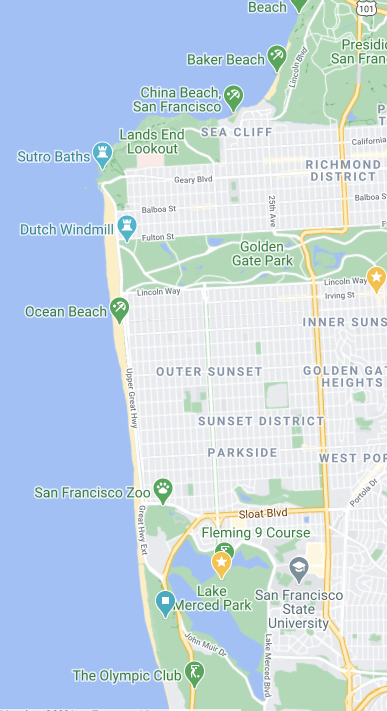 Beach
101
Baker Beach
Lincoln Blvd
Presidi
San Fran
China Beach,
San Francisco
Lands End
Lookout
SEA CLIFF
California
Sutro Baths
RICHMOND
DISTRICT
Geary Blvd
25th Ave
Balboa St
Balboa S
Dutch Windmill
Fulton St
Golden
Gate Park
Lincoln Way
Lincoln Way
Irving St
Ocean Beach
INNER SUNS
Upper Great Hwy
OUTER SUNSET
GOLDEN GAT
HEIGHTS
SUNSET DISTRICT
PARKSIDE
WEST POR
San Francisco Zoo
Portola Dr
Great Hwy Ext
Sloat Blvd
Fleming 9 Course
Lake
Merced Park
San Francisco
State
University
John Muir Dr
Lake Merced Blvd
The Olympic Club